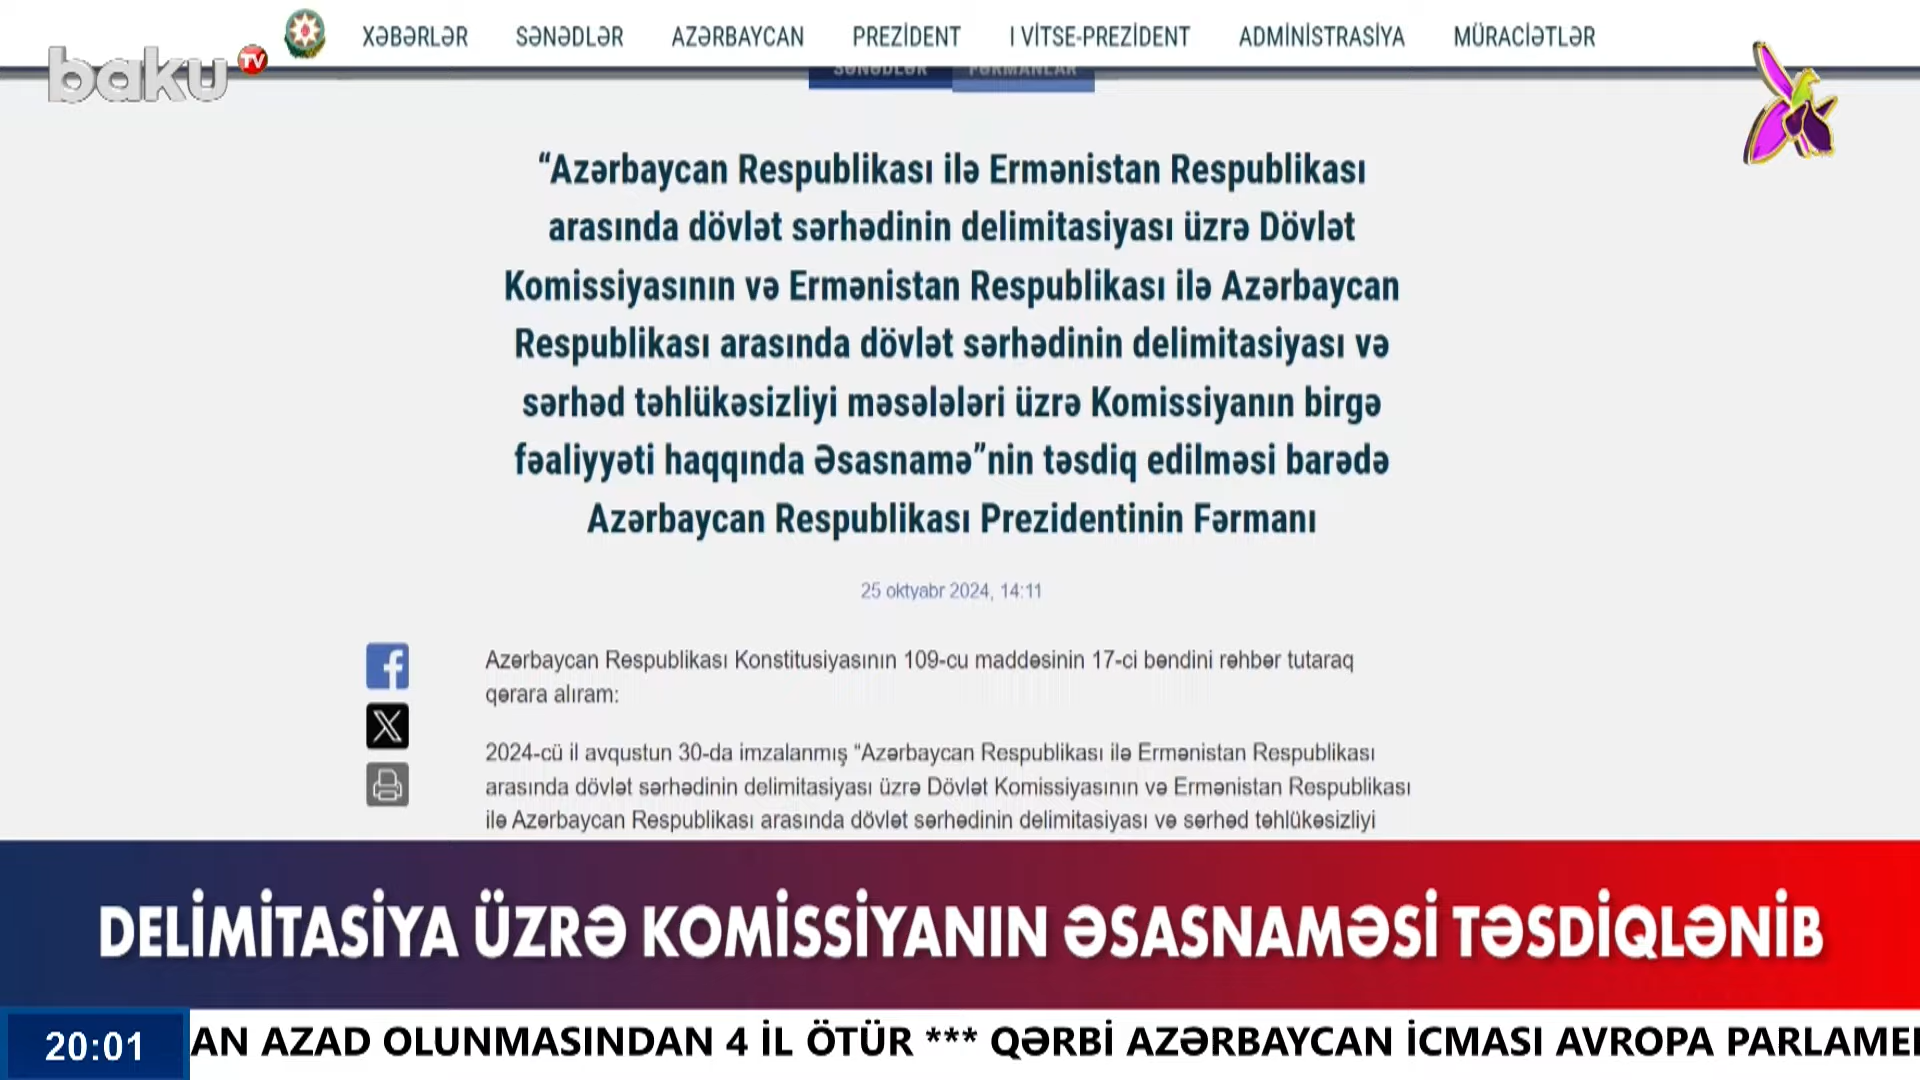 XƏBƏRLƏR SƏNƏDLƏR AZƏRBAYCAN PREZİDENT I VİTSE-PREZİDENT ADMİNİSTRASİYA MÜRACİƏTLƏR
baku TV
SƏNƏDLƏR FƏRMANLAR
“Azərbaycan Respublikası ilə Ermənistan Respublikası
arasında dövlət sərhədinin delimitasiyası üzrə Dövlət
Komissiyasının və Ermənistan Respublikası ilə Azərbaycan
Respublikası arasında dövlət sərhədinin delimitasiyası və
sərhəd təhlükəsizliyi məsələləri üzrə Komissiyanın birgə
fəaliyyəti haqqında Əsasnamə”nin təsdiq edilməsi barədə
Azərbaycan Respublikası Prezidentinin Fərmanı
25 oktyabr 2024, 14:11
Azərbaycan Respublikası Konstitusiyasının 109-cu maddəsinin 17-ci bəndini rəhbər tutaraq
qərara alıram:
2024-cü il avqustun 30-da imzalanmış “Azərbaycan Respublikası ilə Ermənistan Respublikası
arasında dövlət sərhədinin delimitasiyası üzrə Dövlət Komissiyasının və Ermənistan Respublikası
ilə Azərbaycan Respublikası arasında dövlət sərhədinin delimitasiyası və sərhəd təhlükəsizliyi
DELİMİTASİYA ÜZRƏ KOMİSSİYANIN ƏSASNAMƏSİ TƏSDİQLƏNİB
20:01 AN AZAD OLUNMASINDAN 4 İL ÖTÜR *** QƏRBİ AZƏRBAYCAN İCMASI AVROPA PARLAME